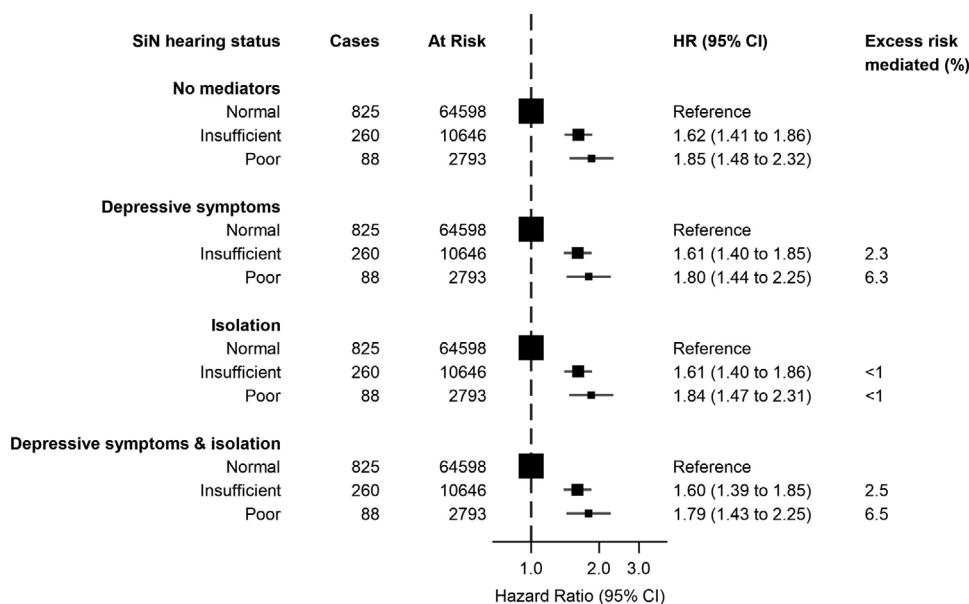 SiN hearing status Cases At Risk HR (95% CI) Excess risk
mediated (%)
No mediators
Normal 825 64598 Reference
Insufficient 260 10646 1.62 (1.41 to 1.86)
Poor 88 2793 1.85 (1.48 to 2.32)
Depressive symptoms
Normal 825 64598 Reference
Insufficient 260 10646 1.61 (1.40 to 1.85) 2.3
Poor 88 2793 1.80 (1.44 to 2.25) 6.3
Isolation
Normal 825 64598 Reference
Insufficient 260 10646 1.61 (1.40 to 1.86) <1
Poor 88 2793 1.84 (1.47 to 2.31) <1
Depressive symptoms & isolation
Normal 825 64598 Reference
Insufficient 260 10646 1.60 (1.39 to 1.85) 2.5
Poor 88 2793 1.79 (1.43 to 2.25) 6.5
1.0 2.0 3.0
Hazard Ratio (95% CI)